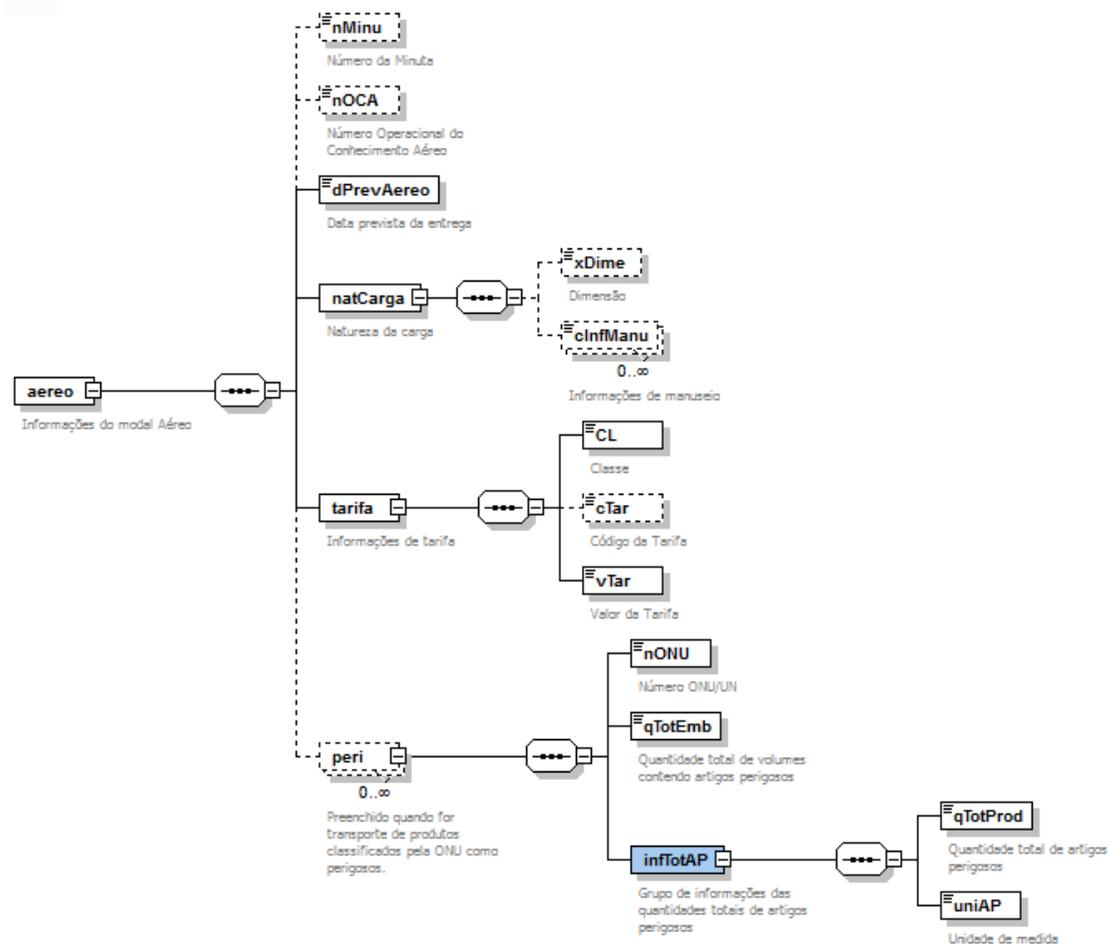 nMinu
Número da Minuta
nOCA
Número Operacional do
Conhecimento Aéreo
dPrevAereo
Data prevista da entrega
natCarga
Natureza da carga
xDime
Dimensão
cInfManu
0..∞
Informações de manuseio
aereo
Informações do modal Aéreo
tarifa
Informações de tarifa
CL
Classe
cTar
Código da Tarifa
vTar
Valor da Tarifa
peri
0..∞
Preenchido quando for
transporte de produtos
classificados pela ONU como
perigosos.
nONU
Número ONU/UN
qTotEmb
Quantidade total de volumes
contendo artigos perigosos
infTotAP
Grupo de informações das
quantidades totais de artigos
perigosos
qTotProd
Quantidade total de artigos
perigosos
uniAP
Unidade de medida